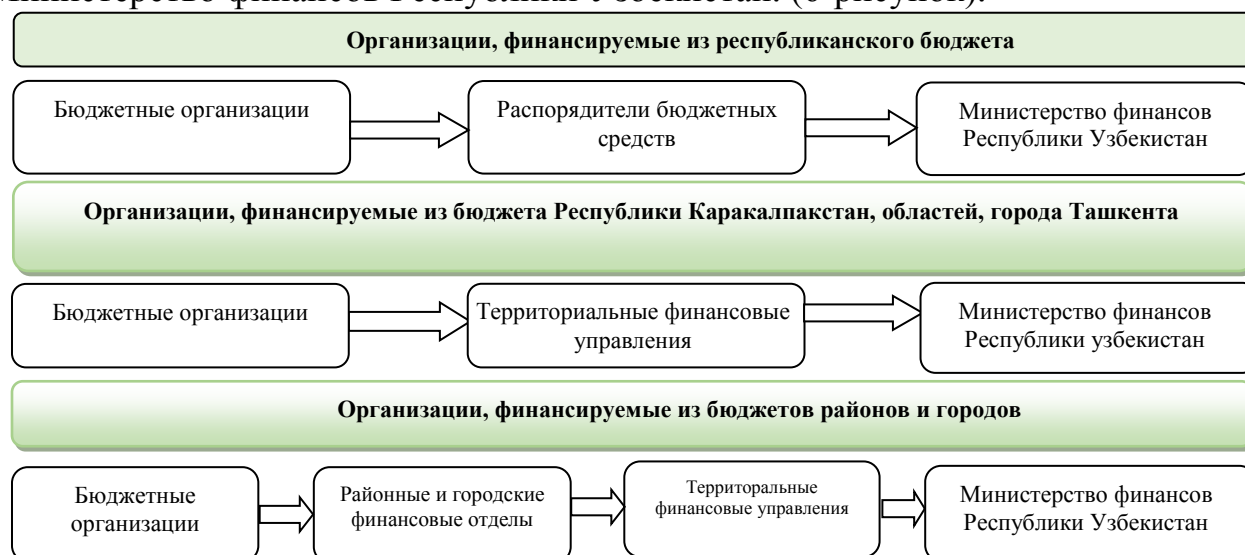 Министерство финансов Республики Узбекистан. (6-рисунок).
Организации, финансируемые из республиканского бюджета
Бюджетные организации
Распорядители бюджетных
средств
Министерство финансов
Республики Узбекистан
Организации, финансируемые из бюджета Республики Каракалпакстан, областей, города Ташкента
Бюджетные организации
Территориальные финансовые
управления
Министерство финансов
Республики узбекистан
Организации, финансируемые из бюджетов районов и городов
Бюджетные
организации
Районные и городские
финансовые отделы
Территоральные
финансовые управления
Министерство финансов
Республики Узбекистан